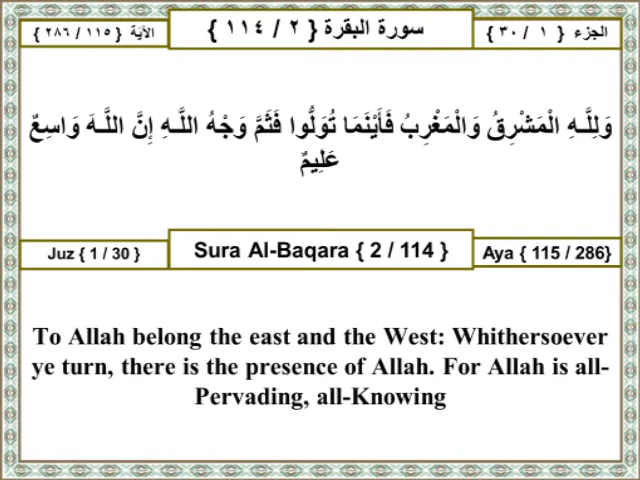 الجزء { ١ / ٣٠ }
سورة البقرة { ٢ / ١١٤ }
الآية { ١١٥ / ٢٨٦ }
وَلِلَّـهِ الْمَشْرِقُ وَالْمَغْرِبُ فَأَيْنَمَا تُوَلُّوا فَثَمَّ وَجْهُ اللَّـهِ إِنَّ اللَّـهَ وَاسِعٌ
عَلِيمٌ
Juz { 1 / 30 }
Sura Al-Baqara { 2 / 114 }
Aya { 115 / 286}
To Allah belong the east and the West: Whithersoever
ye turn, there is the presence of Allah. For Allah is all-
Pervading, all-Knowing